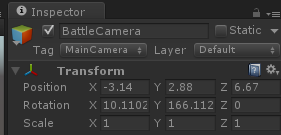 Inspector
BattleCamera Static
Tag MainCamera Layer Default
Transform
Position X -3.14 Y 2.88 Z 6.67
Rotation X 10.1102 Y 166.112 Z 0
Scale X 1 Y 1 Z 1